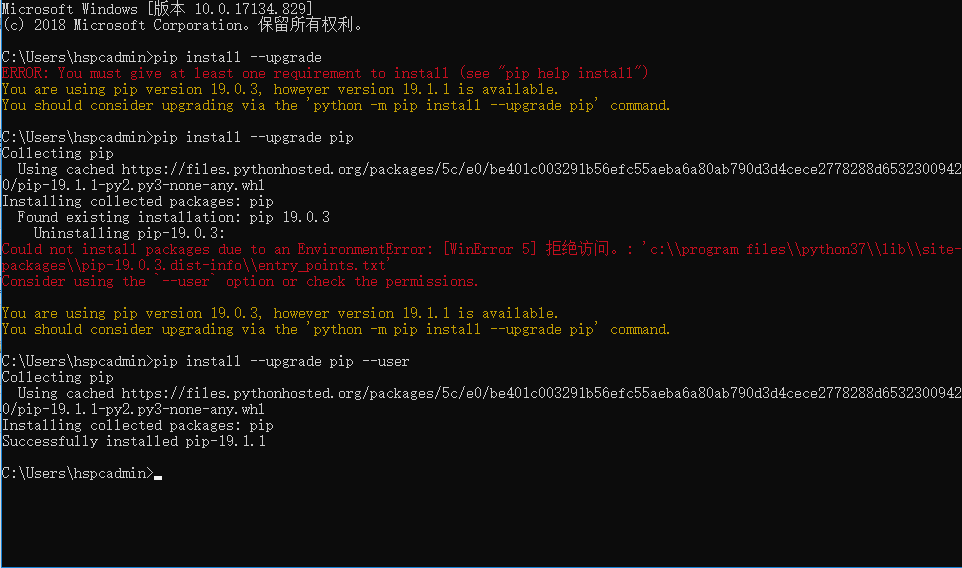 Microsoft Windows [版本 10.0.17134.829]
(c) 2018 Microsoft Corporation。保留所有权利。
C:\Users\hspcadmin>pip install --upgrade
ERROR: You must give at least one requirement to install (see "pip help install")
You are using pip version 19.0.3, however version 19.1.1 is available.
You should consider upgrading via the 'python -m pip install --upgrade pip' command.
C:\Users\hspcadmin>pip install --upgrade pip
Collecting pip
  Using cached https://files.pythonhosted.org/packages/5c/e0/be401c003291b56efc55aeba6a80ab790d3d4cece2778288d6532300942
0/pip-19.1.1-py2.py3-none-any.whl
Installing collected packages: pip
  Found existing installation: pip 19.0.3
    Uninstalling pip-19.0.3:
Could not install packages due to an EnvironmentError: [WinError 5] 拒绝访问。: 'c:\\program files\\python37\\lib\\site-
packages\\pip-19.0.3.dist-info\\entry_points.txt'
Consider using the `--user` option or check the permissions.
You are using pip version 19.0.3, however version 19.1.1 is available.
You should consider upgrading via the 'python -m pip install --upgrade pip' command.
C:\Users\hspcadmin>pip install --upgrade pip --user
Collecting pip
  Using cached https://files.pythonhosted.org/packages/5c/e0/be401c003291b56efc55aeba6a80ab790d3d4cece2778288d6532300942
0/pip-19.1.1-py2.py3-none-any.whl
Installing collected packages: pip
Successfully installed pip-19.1.1
C:\Users\hspcadmin>